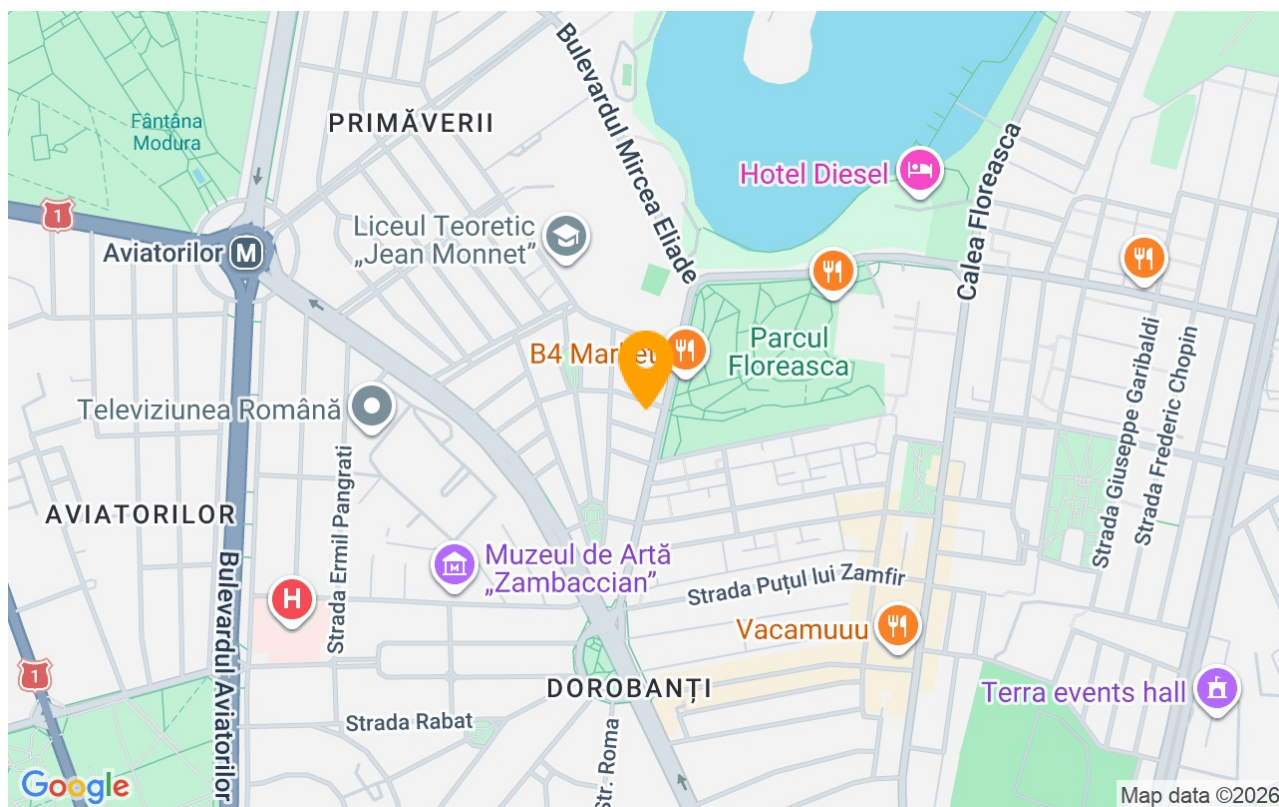 Bulevardul Mircea Eliade
Fântâna
Modura
PRIMĂVERII
Calea Floreasca
Hotel Diesel
1
Liceul Teoretic
„Jean Monnet”
Aviatorilor
M
B4 Market
Parcul
Floreasca
Strada Giuseppe Garibaldi
Strada Frederic Chopin
Televiziunea Română
Strada Ermil Pangrati
AVIATORILOR
Bulevardul Aviatorilor
Muzeul de Artă
„Zambaccian”
Strada Puțul lui Zamfir
H
Vacamuuu
1
DOROBANȚI
Terra events hall
Strada Rabat
Str. Roma
Google
Map data ©2026